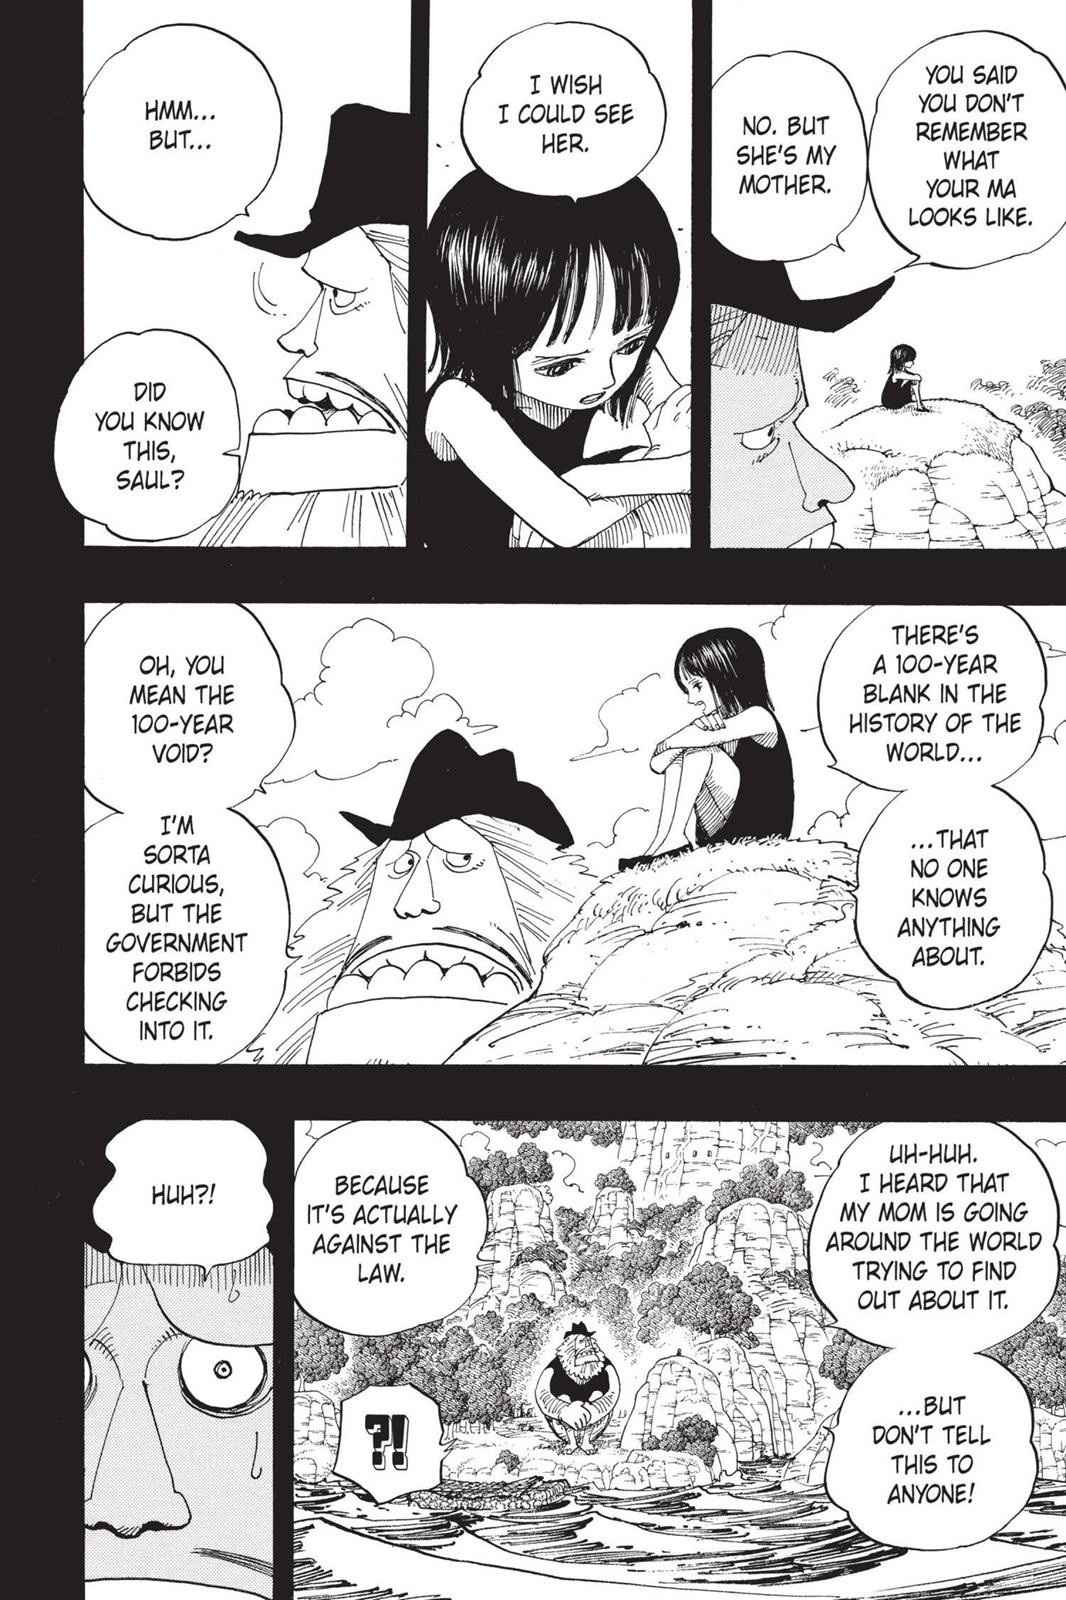 YOU SAID
YOU DON'T
REMEMBER
WHAT
YOUR MA
LOOKS LIKE.
NO. BUT
SHE'S MY
MOTHER.
I WISH
I COULD SEE
HER.
HMM...
BUT...
DID
YOU KNOW
THIS,
SAUL?
THERE'S
A 100-YEAR
BLANK IN THE
HISTORY OF THE
WORLD...
...THAT
NO ONE
KNOWS
ANYTHING
ABOUT.
OH, YOU
MEAN THE
100-YEAR
VOID?
I'M
SORTA
CURIOUS,
BUT THE
GOVERNMENT
FORBIDS
CHECKING
INTO IT.
UH-HUH.
I HEARD THAT
MY MOM IS GOING
AROUND THE WORLD
TRYING TO FIND
OUT ABOUT IT.
...BUT
DON'T TELL
THIS TO
ANYONE!
BECAUSE
IT'S ACTUALLY
AGAINST THE
LAW.
?!
HUH?!